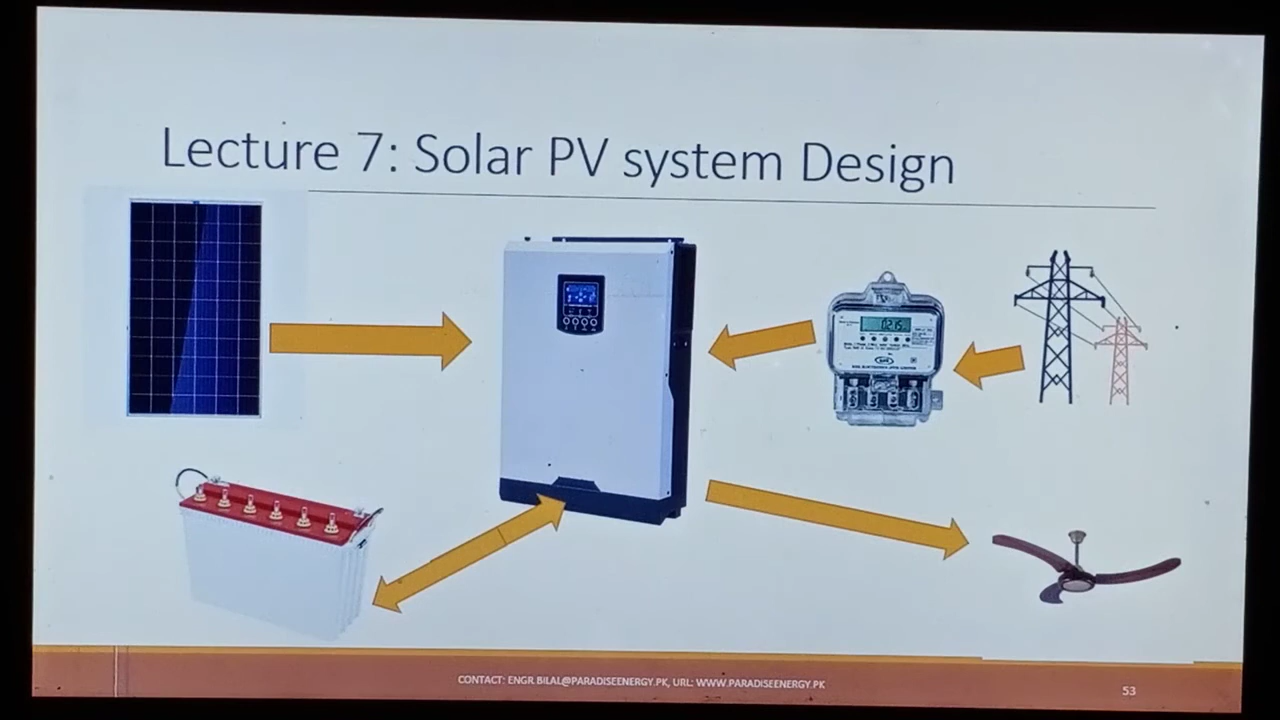 Lecture 7: Solar PV system Design
CONTACT: ENGR.BILAL@PARADISEENERGY.PK, URL: WWW.PARADISEENERGY.PK
53